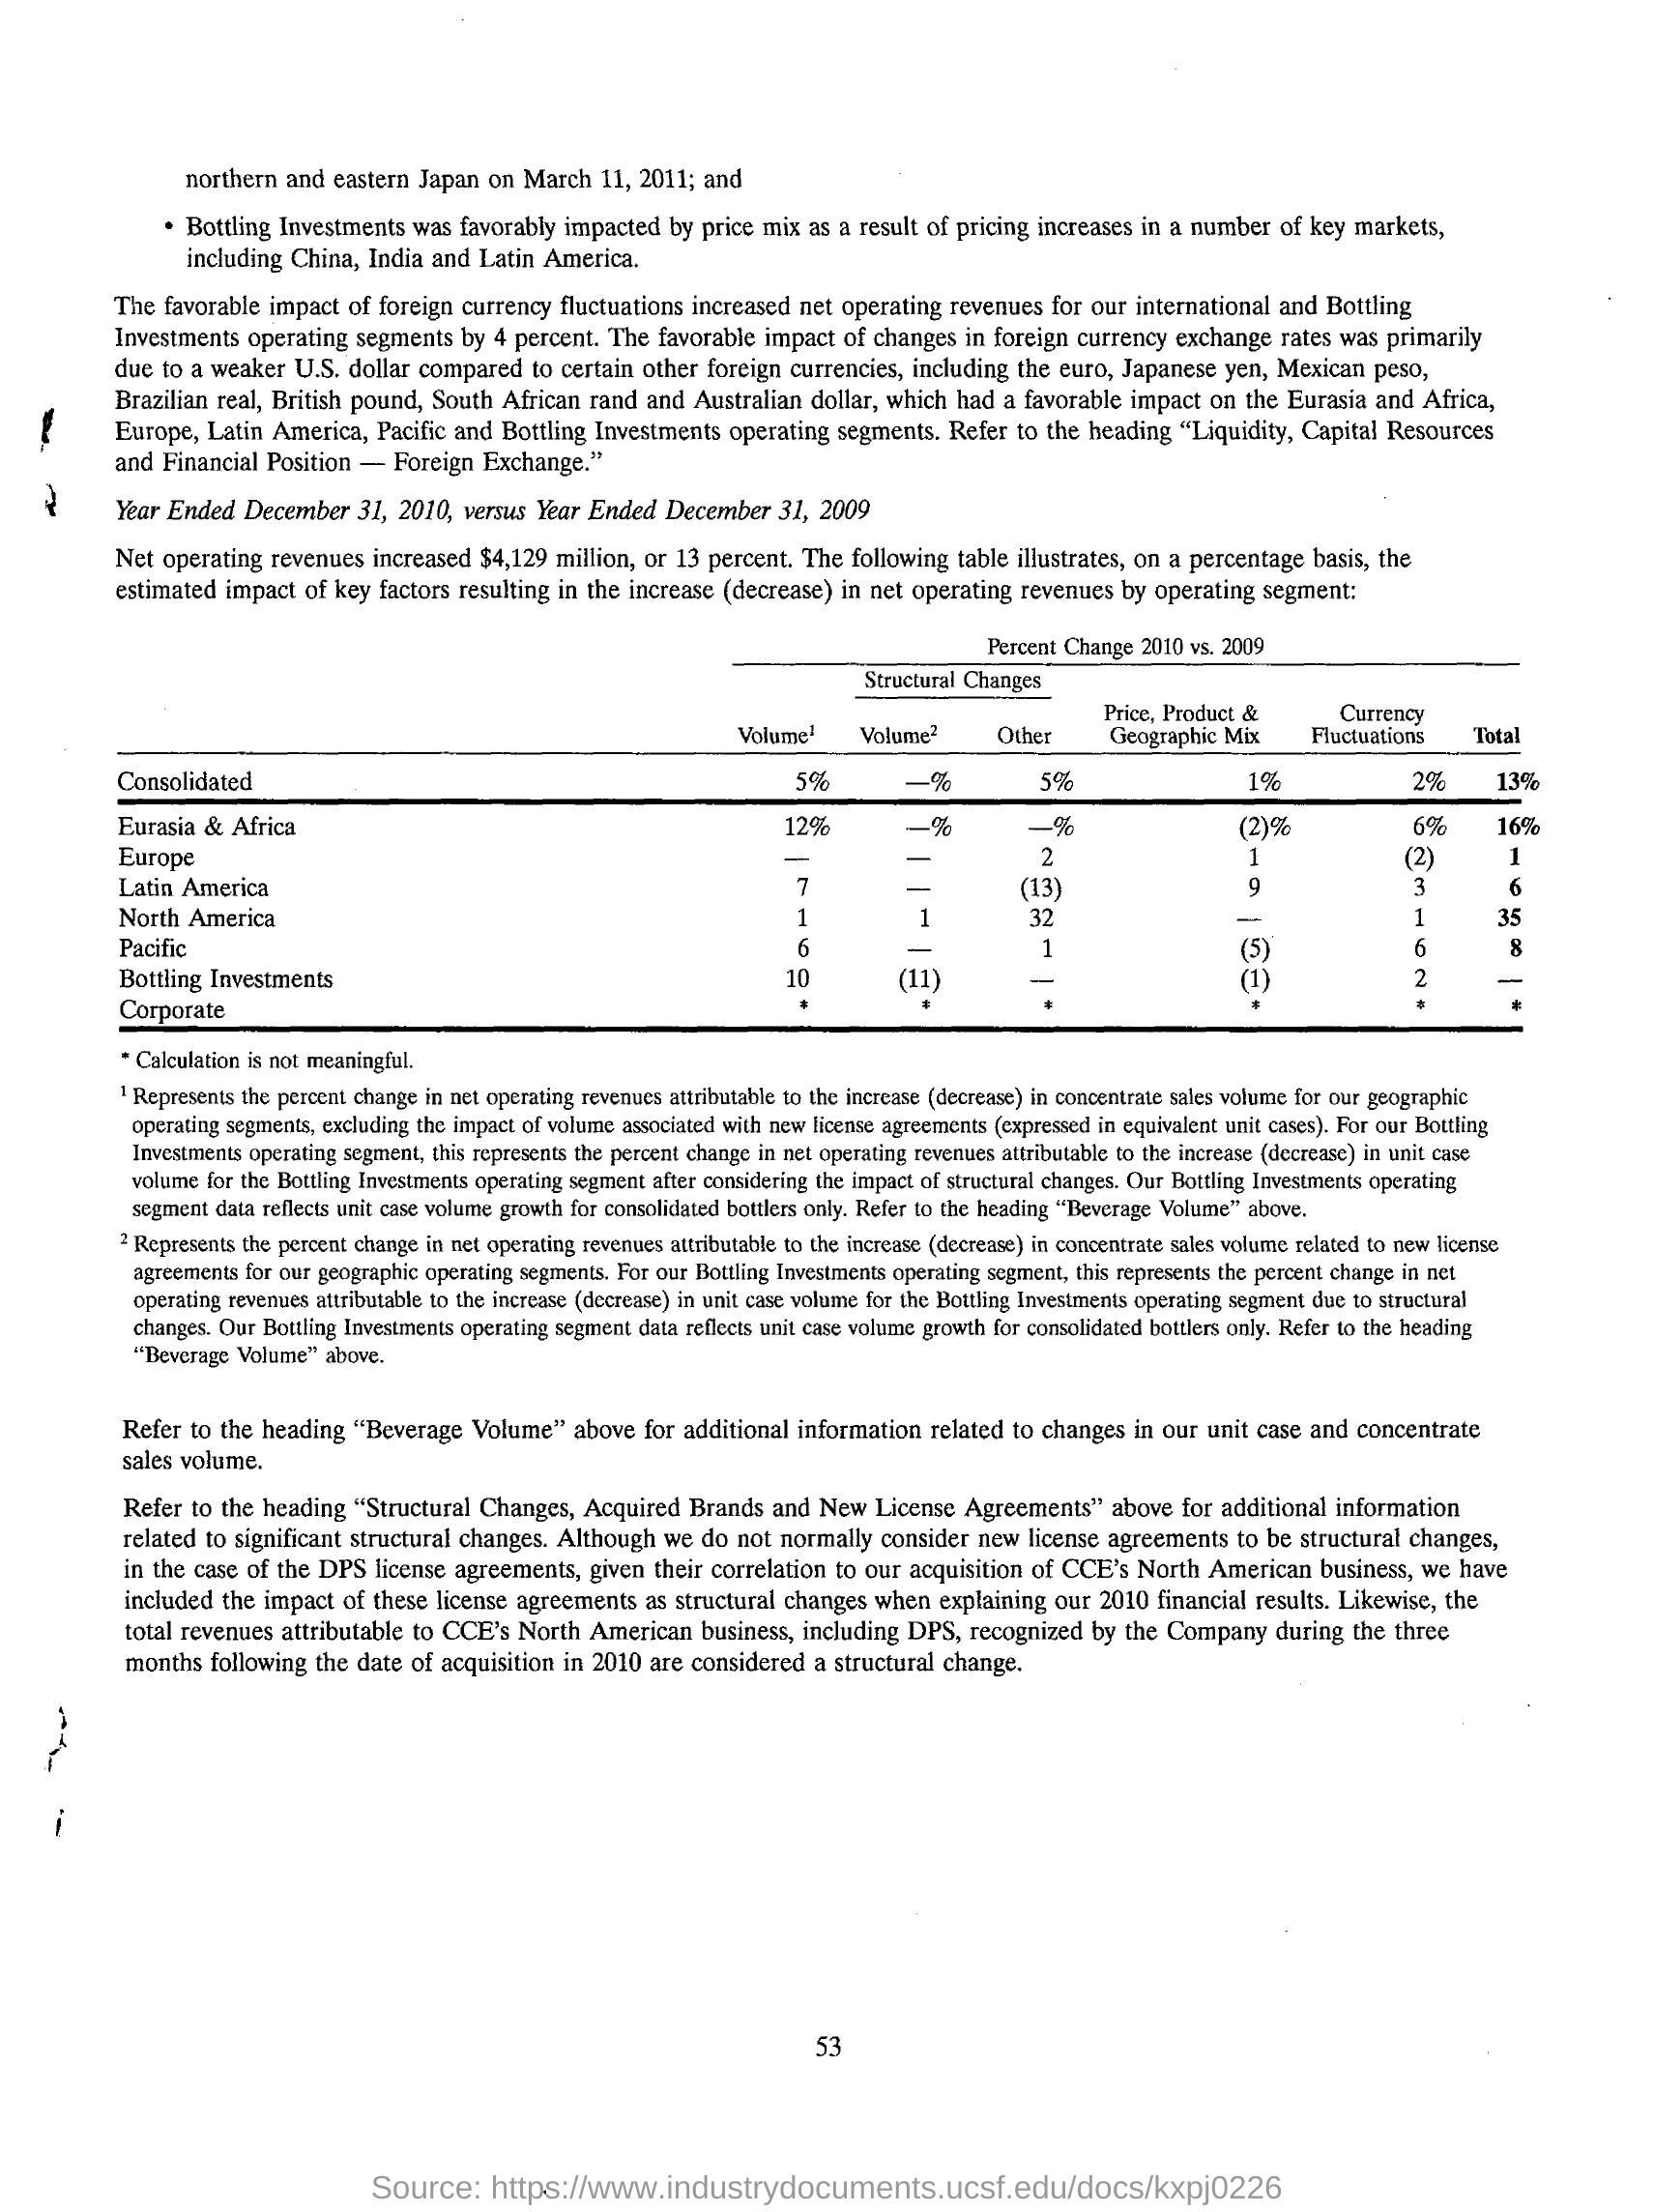 northern and eastern Japan on March 11, 2011; and
• Bottling Investments was favorably impacted by price mix as a result of pricing increases in a number of key markets,
including China, India and Latin America.
The favorable impact of foreign currency fluctuations increased net operating revenues for our international and Bottling
Investments operating segments by 4 percent. The favorable impact of changes in foreign currency exchange rates was primarily
due to a weaker U.S. dollar compared to certain other foreign currencies, including the euro, Japanese yen, Mexican peso,
Brazilian real, British pound, South African rand and Australian dollar, which had a favorable impact on the Eurasia and Africa,
Europe, Latin America, Pacific and Bottling Investments operating segments. Refer to the heading “Liquidity, Capital Resources
and Financial Position — Foreign Exchange.”
Year Ended December 31, 2010, versus Year Ended December 31, 2009
Net operating revenues increased $4,129 million, or 13 percent. The following table illustrates, on a percentage basis, the
estimated impact of key factors resulting in the increase (decrease) in net operating revenues by operating segment:
Percent Change 2010 vs. 2009
Structural Changes
Price, Product & Currency
Volume¹ Volume² Other Geographic Mix Fluctuations Total
Consolidated 5% —% 5% 1% 2% 13%
Eurasia & Africa 12% —% —% (2)% 6% 16%
Europe — — 2 1 (2) 1
Latin America 7 — (13) 9 3 6
North America 1 1 32 — 1 35
Pacific 6 — 1 (5) 6 8
Bottling Investments 10 (11) — (1) 2 —
Corporate * * * * * *
* Calculation is not meaningful.
¹ Represents the percent change in net operating revenues attributable to the increase (decrease) in concentrate sales volume for our geographic
operating segments, excluding the impact of volume associated with new license agreements (expressed in equivalent unit cases). For our Bottling
Investments operating segment, this represents the percent change in net operating revenues attributable to the increase (decrease) in unit case
volume for the Bottling Investments operating segment after considering the impact of structural changes. Our Bottling Investments operating
segment data reflects unit case volume growth for consolidated bottlers only. Refer to the heading “Beverage Volume” above.
² Represents the percent change in net operating revenues attributable to the increase (decrease) in concentrate sales volume related to new license
agreements for our geographic operating segments. For our Bottling Investments operating segment, this represents the percent change in net
operating revenues attributable to the increase (decrease) in unit case volume for the Bottling Investments operating segment due to structural
changes. Our Bottling Investments operating segment data reflects unit case volume growth for consolidated bottlers only. Refer to the heading
“Beverage Volume” above.
Refer to the heading “Beverage Volume” above for additional information related to changes in our unit case and concentrate
sales volume.
Refer to the heading “Structural Changes, Acquired Brands and New License Agreements” above for additional information
related to significant structural changes. Although we do not normally consider new license agreements to be structural changes,
in the case of the DPS license agreements, given their correlation to our acquisition of CCE’s North American business, we have
included the impact of these license agreements as structural changes when explaining our 2010 financial results. Likewise, the
total revenues attributable to CCE’s North American business, including DPS, recognized by the Company during the three
months following the date of acquisition in 2010 are considered a structural change.
53
Source: https://www.industrydocuments.ucsf.edu/docs/kxpj0226